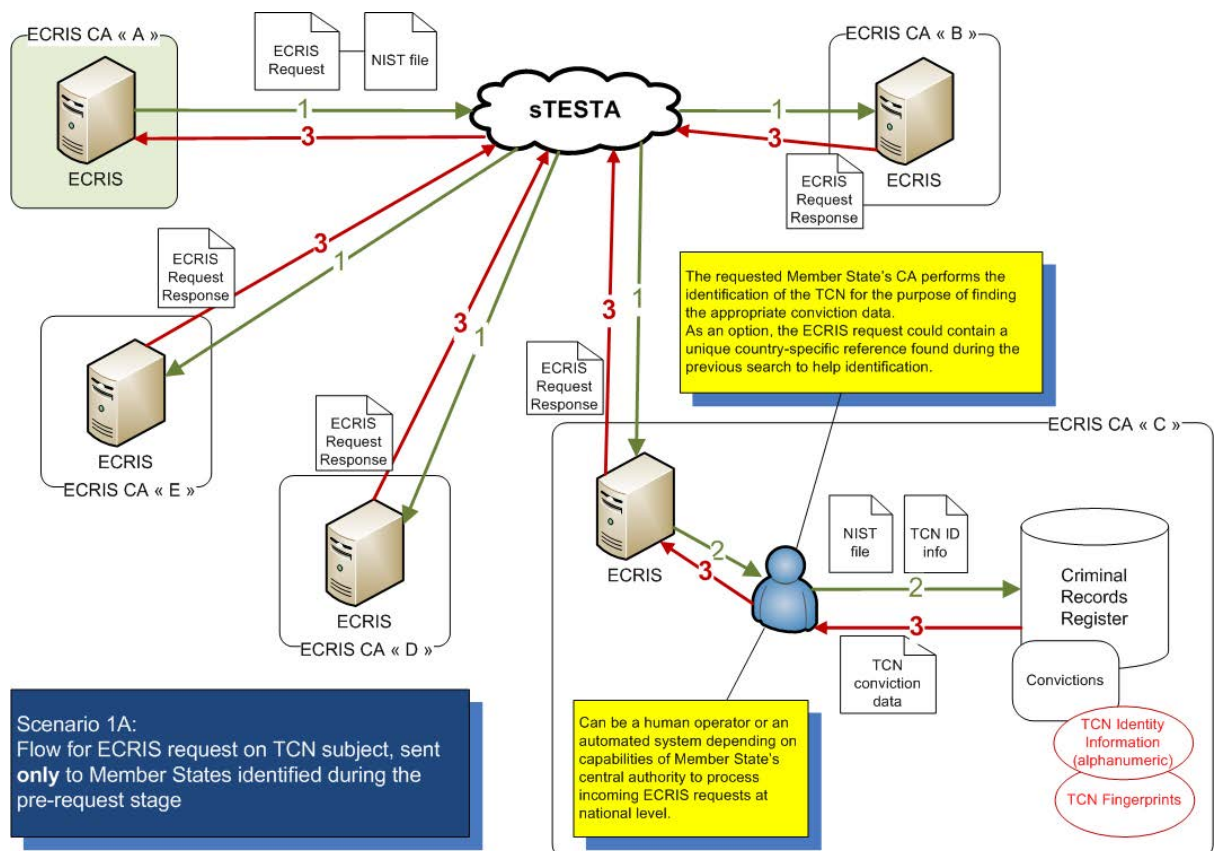 ECRIS CA « A »
ECRIS
Request
NIST file
ECRIS CA « B »
sTESTA
1
3
1
3
ECRIS
ECRIS
ECRIS
Request
Response
ECRIS
Request
Response
3
1
3
1
3
1
The requested Member State's CA performs the
identification of the TCN for the purpose of finding
the appropriate conviction data.
As an option, the ECRIS request could contain a
unique country-specific reference found during the
previous search to help identification.
ECRIS
Request
Response
ECRIS
Request
Response
ECRIS
ECRIS CA « E »
ECRIS
ECRIS CA « D »
ECRIS CA « C »
ECRIS
2
3
NIST
file
TCN ID
info
2
3
Criminal
Records
Register
TCN
conviction
data
Convictions
TCN Identity
Information
(alphanumeric)
TCN Fingerprints
Scenario 1A:
Flow for ECRIS request on TCN subject, sent
only to Member States identified during the
pre-request stage
Can be a human operator or an
automated system depending on
capabilities of Member State's
central authority to process
incoming ECRIS requests at
national level.